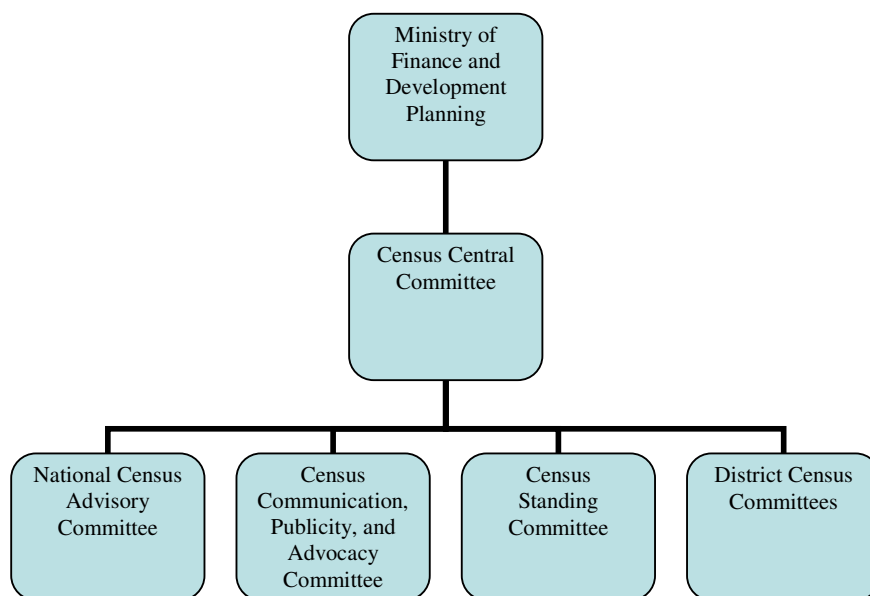 Ministry of
Finance and
Development
Planning
Census Central
Committee
National Census
Advisory
Committee
Census
Communication,
Publicity, and
Advocacy
Committee
Census
Standing
Committee
District Census
Committees